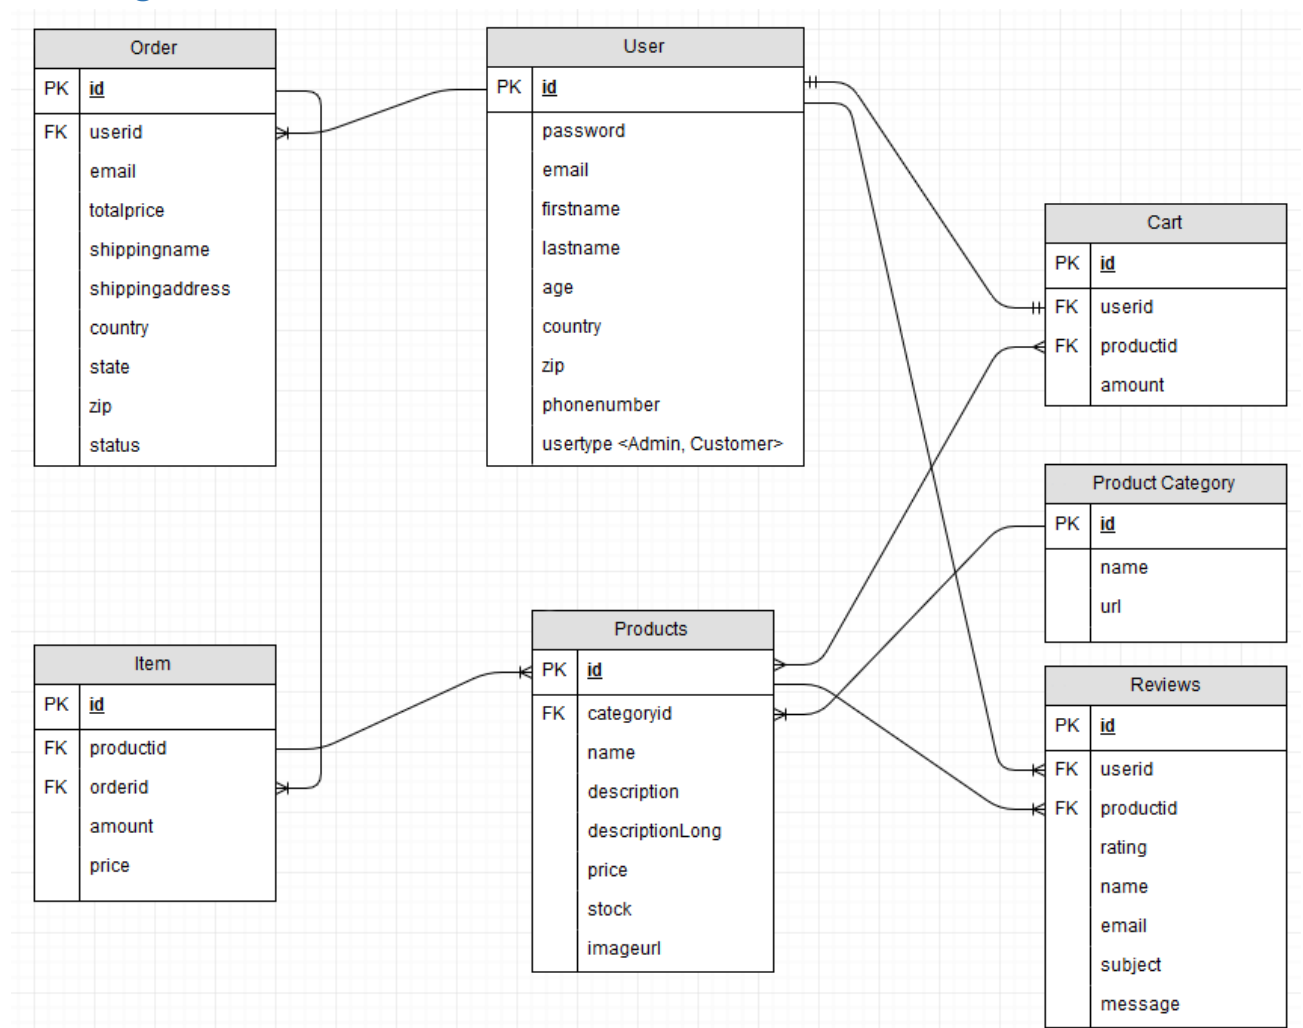 Order
PK id
FK userid
email
totalprice
shippingname
shippingaddress
country
state
zip
status
User
PK id
password
email
firstname
lastname
age
country
zip
phonenumber
usertype <Admin, Customer>
Cart
PK id
FK userid
FK productid
amount
Product Category
PK id
name
url
Item
PK id
FK productid
FK orderid
amount
price
Products
PK id
FK categoryid
name
description
descriptionLong
price
stock
imageurl
Reviews
PK id
FK userid
FK productid
rating
name
email
subject
message